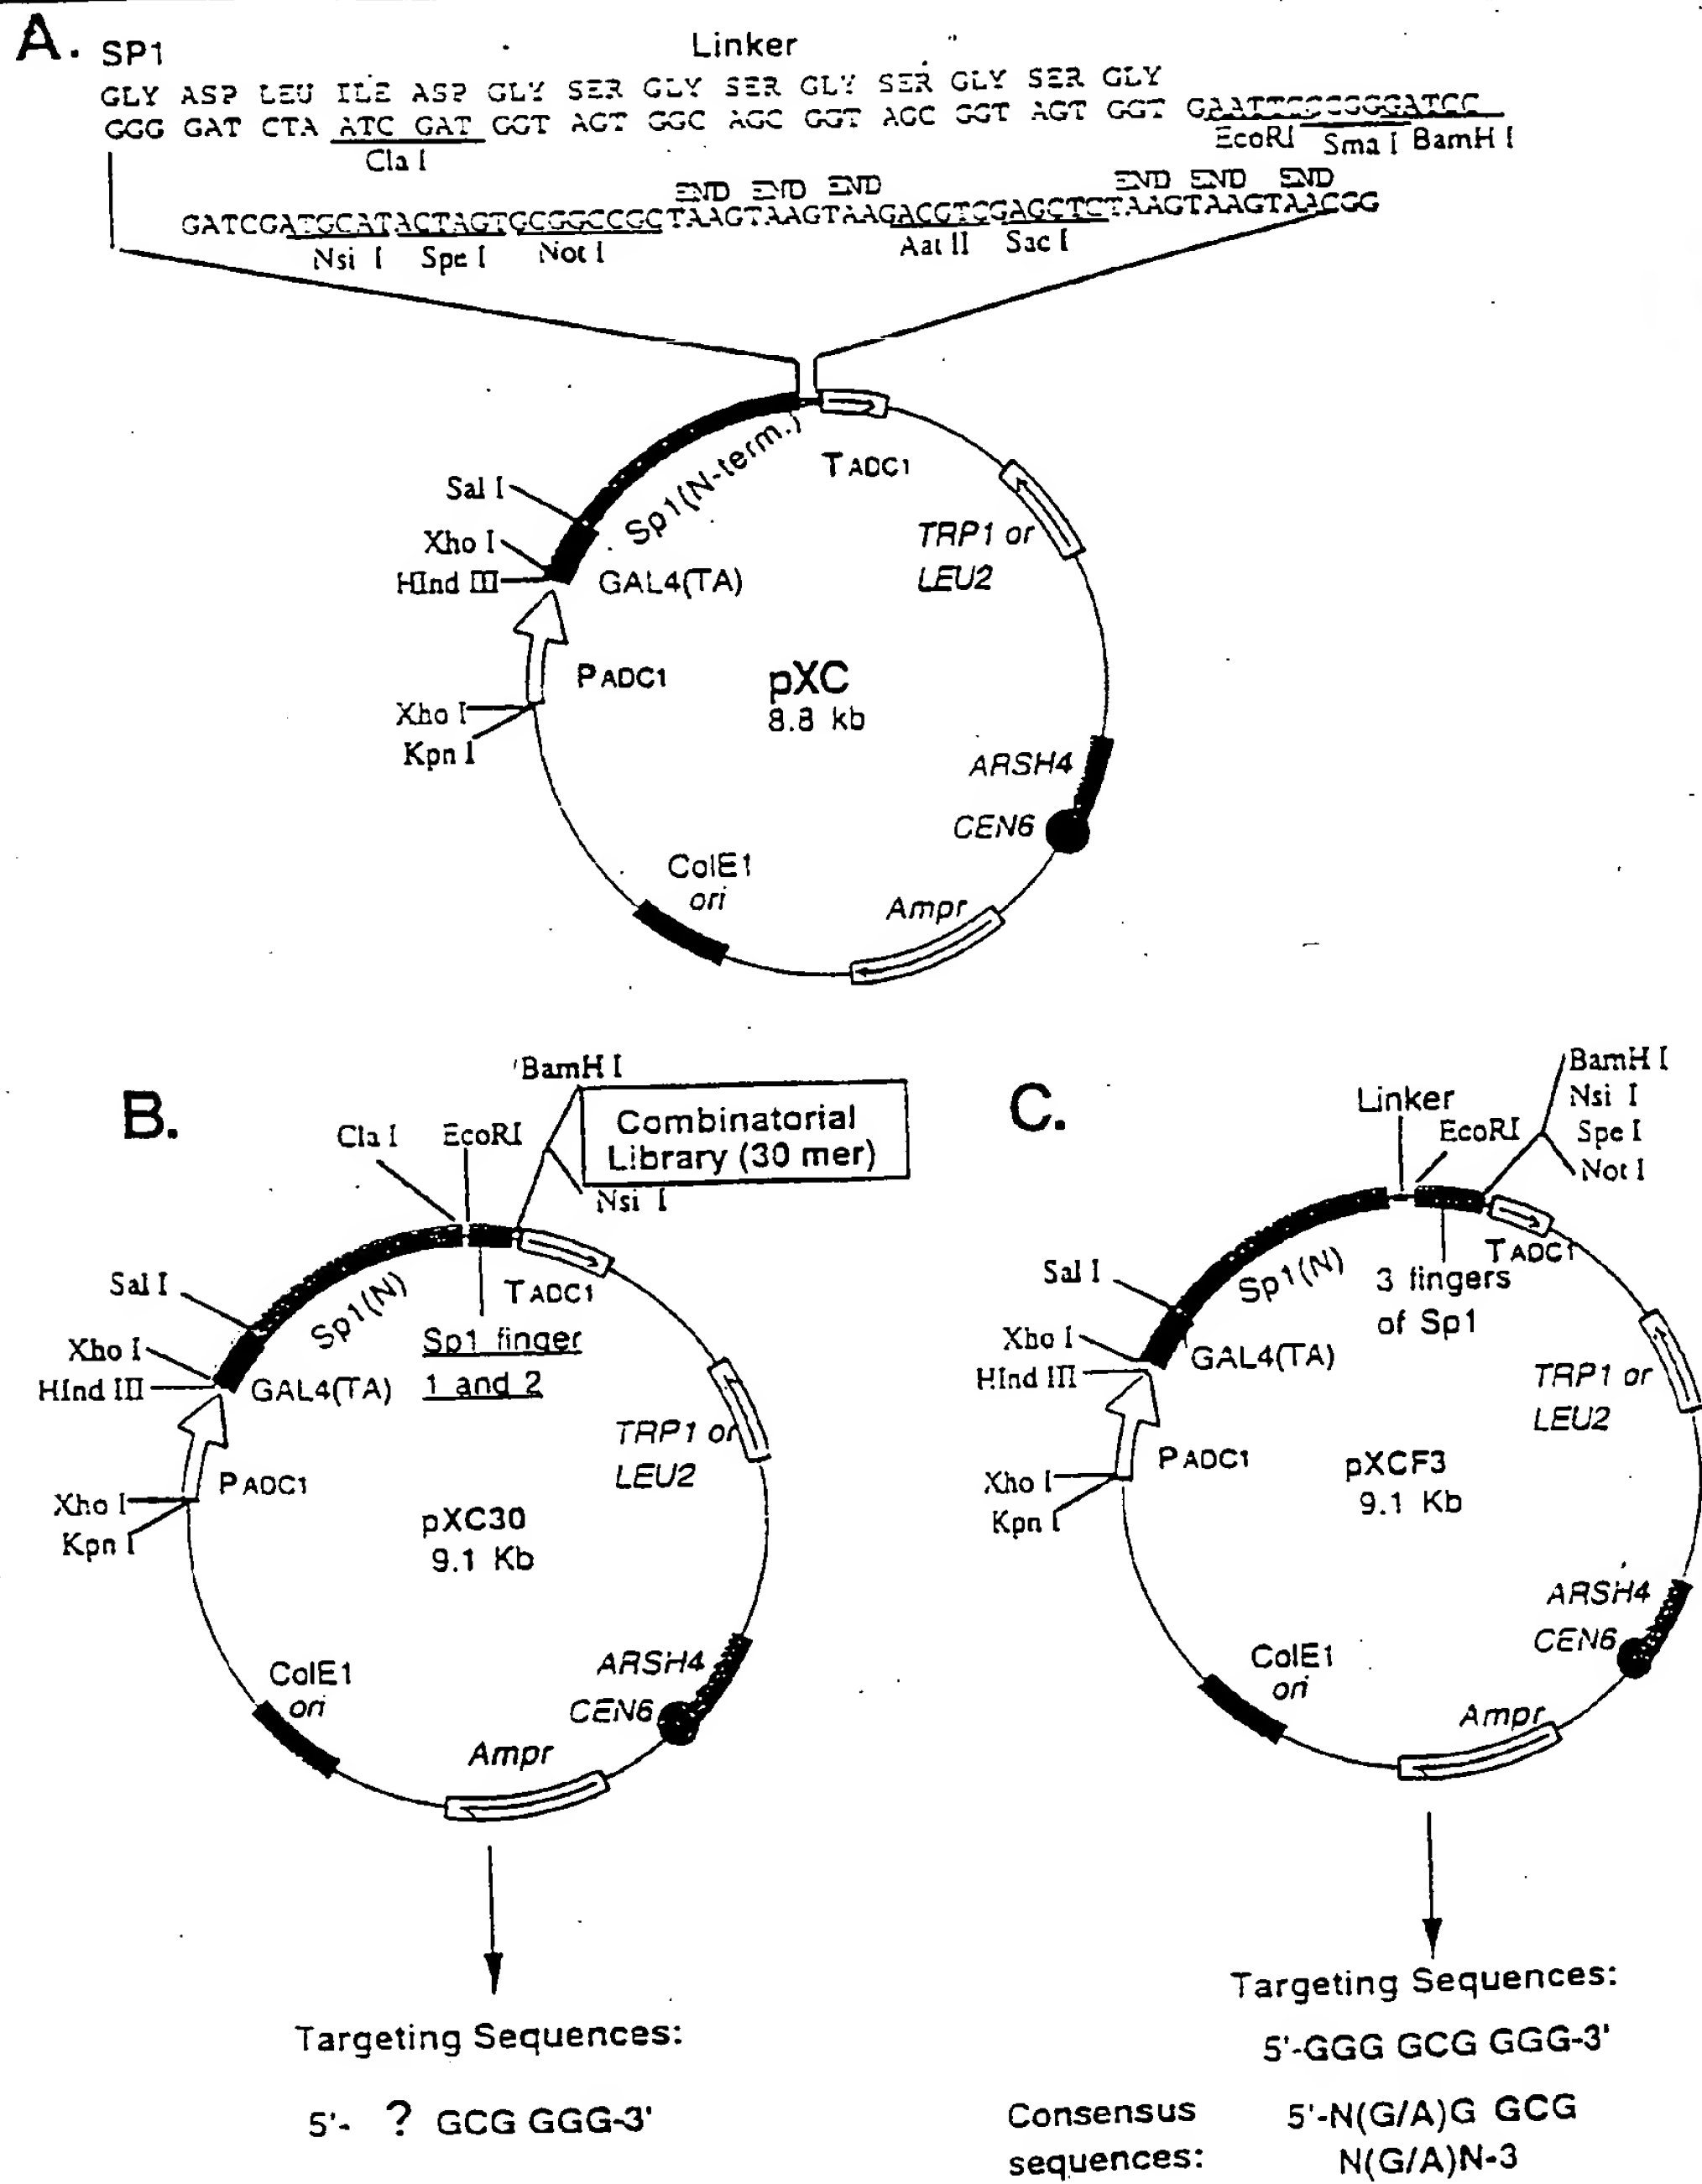 A.
SP1
Linker
GLY ASP LEU ILE ASP GLY SER GLY SER GLY SER GLY SER GLY
GGG GAT CTA ATC GAT GGT AGT GGC AGC GGT AGC GGT AGT GGT GAATTCCCGGGGATCC
Cla I
EcoRI Sma I BamH I
END END END
END END END
GATCGATGCATACTAGTGCGGCCGCTAAGTAAGTAAGACGTCGAGCTCTAAGTAAGTAACGG
Nsi I Spe I Not I
Aat II Sac I
Sp1(N-term.)
TADC1
Sal I
Xho I
HInd III
GAL4(TA)
TRP1 or
LEU2
PADC1
pXC
8.8 kb
Xho I
Kpn I
ARSH4
CEN6
ColE1
ori
Ampr
B.
BamH I
Combinatorial
Library (30 mer)
Cla I
EcoRI
Nsi I
Sal I
Sp1(N)
TADC1
Xho I
HInd III
GAL4(TA)
Sp1 finger
1 and 2
TRP1 or
LEU2
PADC1
Xho I
Kpn I
pXC30
9.1 Kb
ARSH4
CEN6
ColE1
ori
Ampr
Targeting Sequences:
5'- ? GCG GGG-3'
C.
Linker
EcoRI
BamH I
Nsi I
Spe I
Not I
Sal I
Sp1(N)
TADC1
3 fingers
of Sp1
Xho I
HInd III
GAL4(TA)
TRP1 or
LEU2
PADC1
Xho I
Kpn I
pXCF3
9.1 Kb
ARSH4
CEN6
ColE1
ori
Ampr
Targeting Sequences:
5'-GGG GCG GGG-3'
Consensus
sequences:
5'-N(G/A)G GCG
N(G/A)N-3